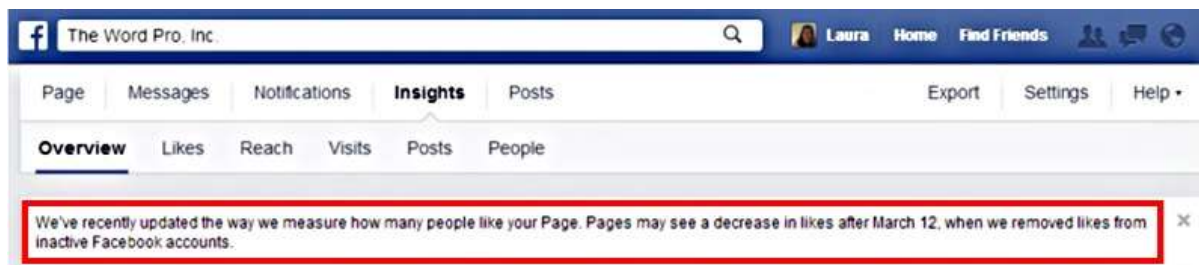 f The Word Pro, Inc. Laura Home Find Friends
Page Messages Notifications Insights Posts Export Settings Help
Overview Likes Reach Visits Posts People
We've recently updated the way we measure how many people like your Page. Pages may see a decrease in likes after March 12, when we removed likes from
inactive Facebook accounts.